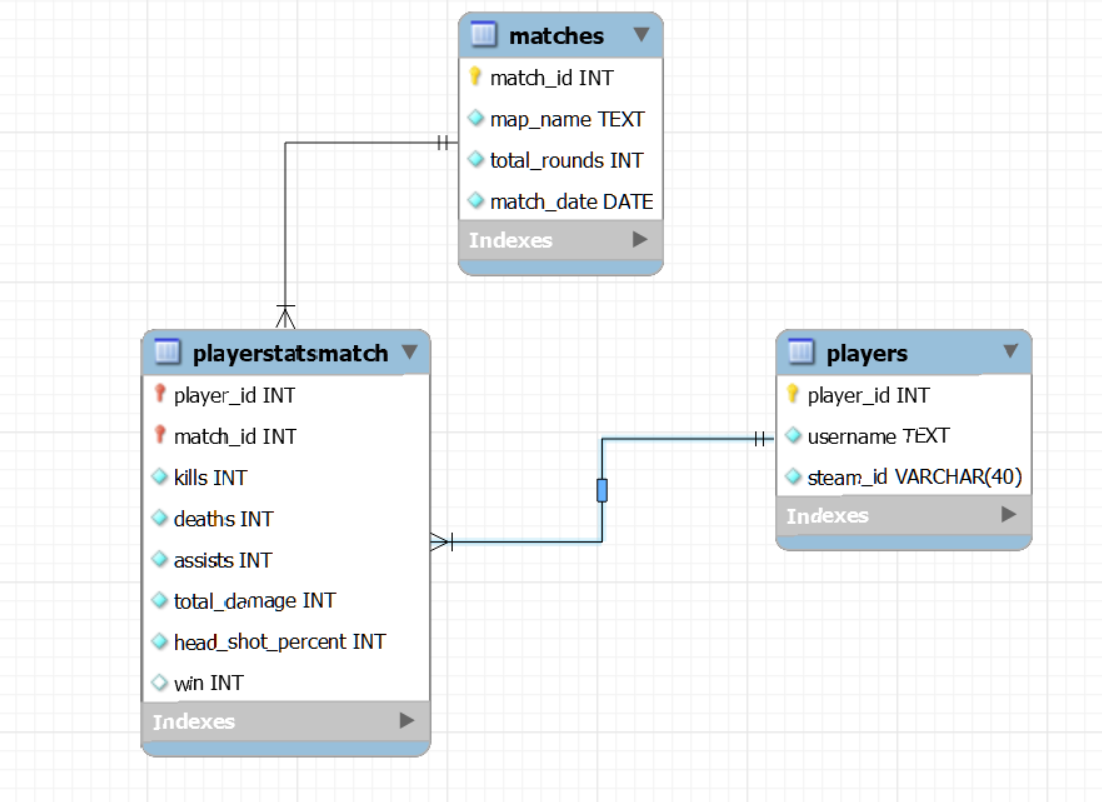 matches
match_id INT
map_name TEXT
total_rounds INT
match_date DATE
Indexes
playerstatsmatch
player_id INT
match_id INT
kills INT
deaths INT
assists INT
total_damage INT
head_shot_percent INT
win INT
Indexes
players
player_id INT
username TEXT
steam_id VARCHAR(40)
Indexes